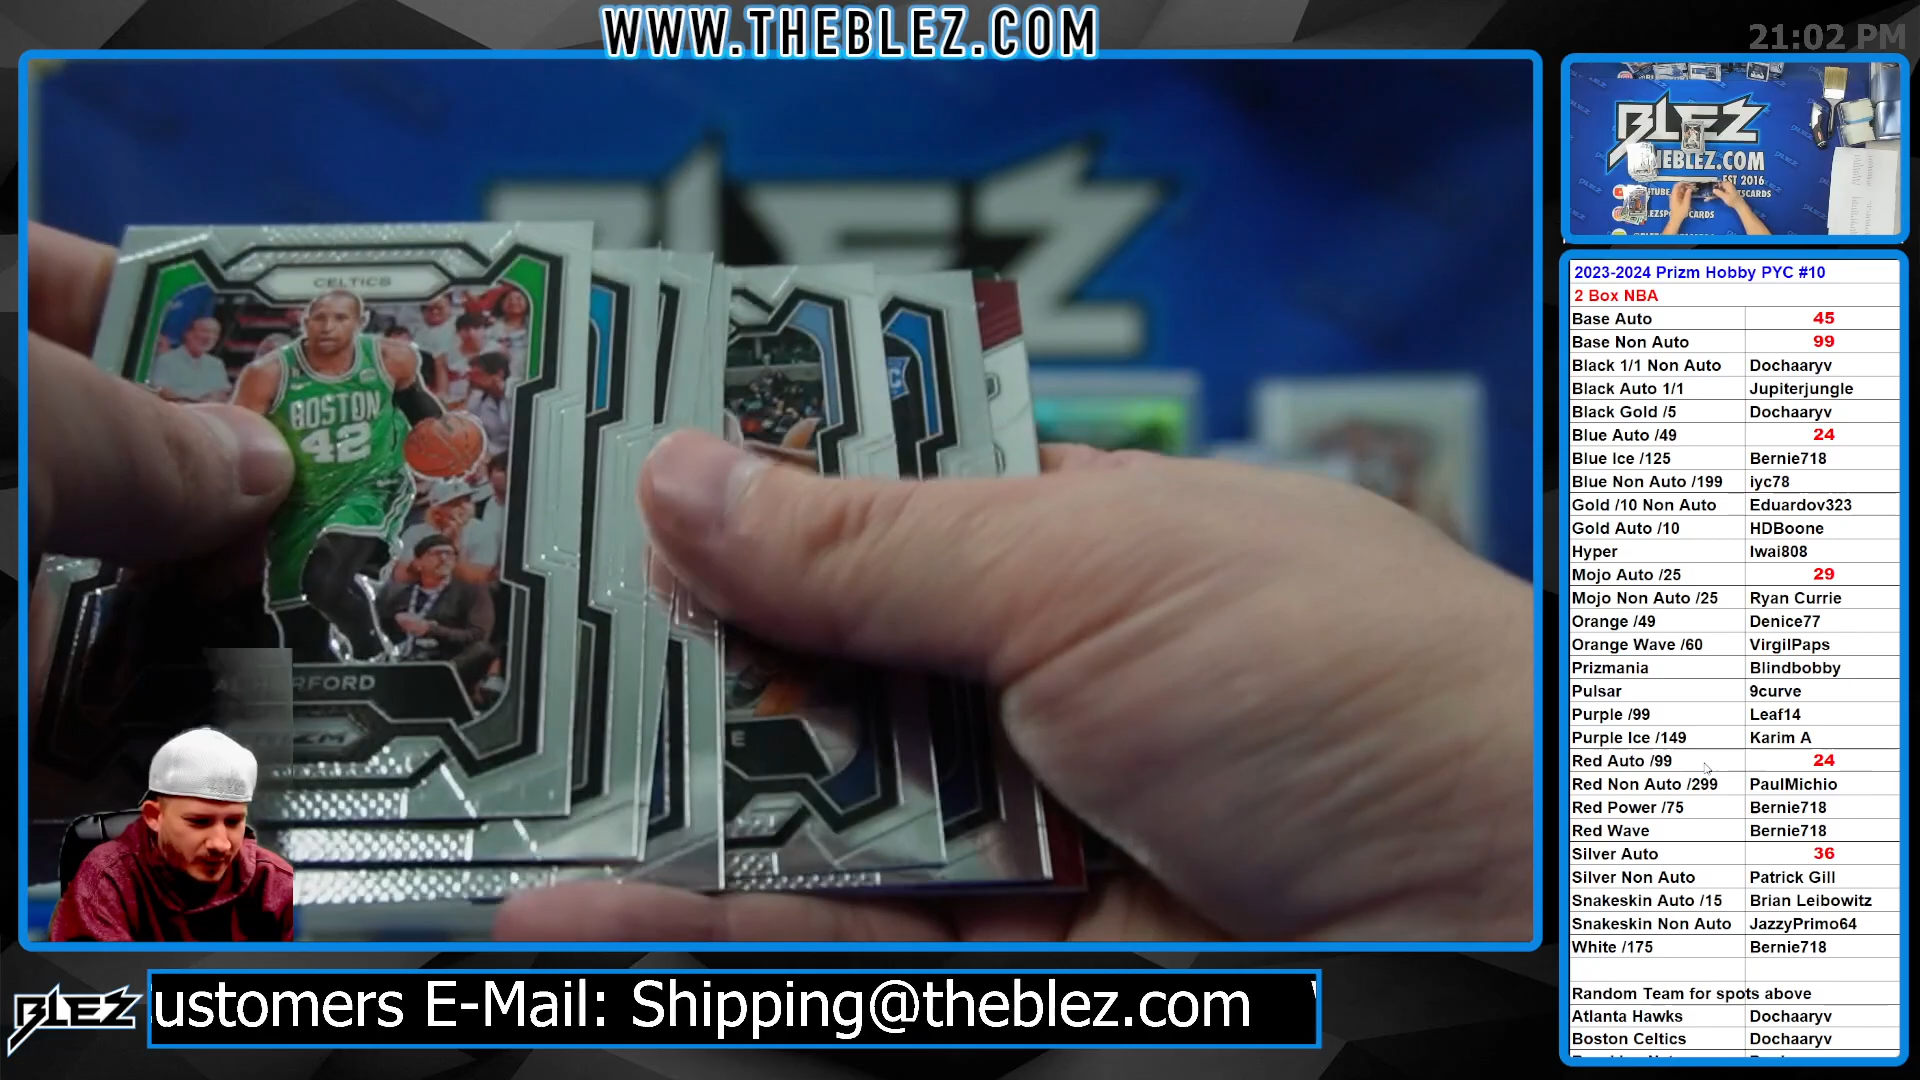 WWW.THEBLEZ.COM
21:02 PM
CELTICS
BOSTON
42
BLEZ
THEBLEZ.COM
EST 2016
2023-2024 Prizm Hobby PYC #10
2 Box NBA
Base Auto 45
Base Non Auto 99
Black 1/1 Non Auto Dochaaryv
Black Auto 1/1 Jupiterjungle
Black Gold /5 Dochaaryv
Blue Auto /49 24
Blue Ice /125 Bernie718
Blue Non Auto /199 iyc78
Gold /10 Non Auto Eduardov323
Gold Auto /10 HDBoone
Hyper Iwai808
Mojo Auto /25 29
Mojo Non Auto /25 Ryan Currie
Orange /49 Denice77
Orange Wave /60 VirgilPaps
Prizmania Blindbobby
Pulsar 9curve
Purple /99 Leaf14
Purple Ice /149 Karim A
Red Auto /99 24
Red Non Auto /299 PaulMichio
Red Power /75 Bernie718
Red Wave Bernie718
Silver Auto 36
Silver Non Auto Patrick Gill
Snakeskin Auto /15 Brian Leibowitz
Snakeskin Non Auto JazzyPrimo64
White /175 Bernie718
Random Team for spots above
Atlanta Hawks Dochaaryv
Boston Celtics Dochaaryv
BLEZ
ustomers E-Mail: Shipping@theblez.com